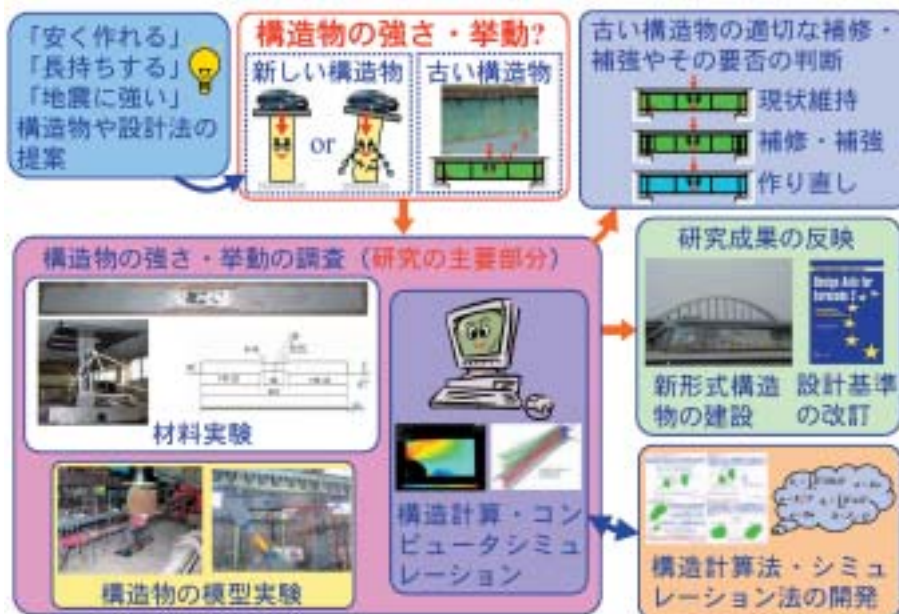 「安く作れる」
「長持ちする」
「地震に強い」
構造物や設計法の
提案
構造物の強さ・挙動?
新しい構造物
or
古い構造物
古い構造物の適切な補修・
補強やその要否の判断
現状維持
補修・補強
作り直し
構造物の強さ・挙動の調査（研究の主要部分）
材料実験
構造物の模型実験
構造計算・コン
ピュータシミュ
レーション
研究成果の反映
Design Aids for
Eurocode 3
新形式構造
物の建設
設計基準
の改訂
構造計算法・シミュ
レーション法の開発